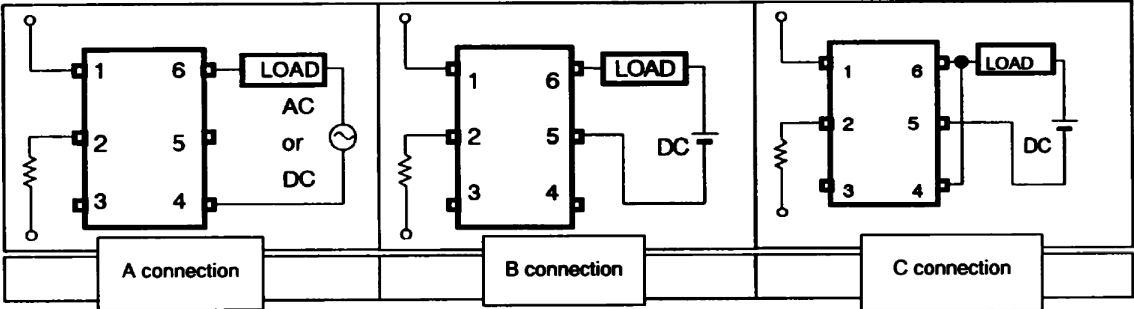 1 6 LOAD
AC
2 5 or
DC
3 4
A connection
1 6 LOAD
2 5 DC
3 4
B connection
1 6 LOAD
2 5 DC
3 4
C connection